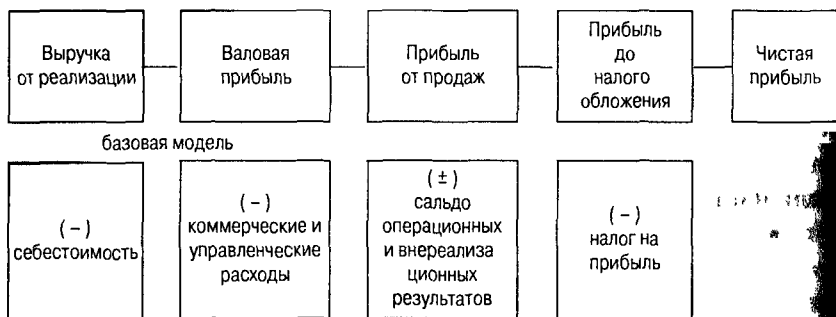 Выручка
от реализации
Валовая
прибыль
Прибыль
от продаж
Прибыль
до
налого
обложения
Чистая
прибыль
базовая модель
( – )
себестоимость
( – )
коммерческие и
управленческие
расходы
( ± )
сальдо
операционных
и внереализа
ционных
результатов
( – )
налог на
прибыль